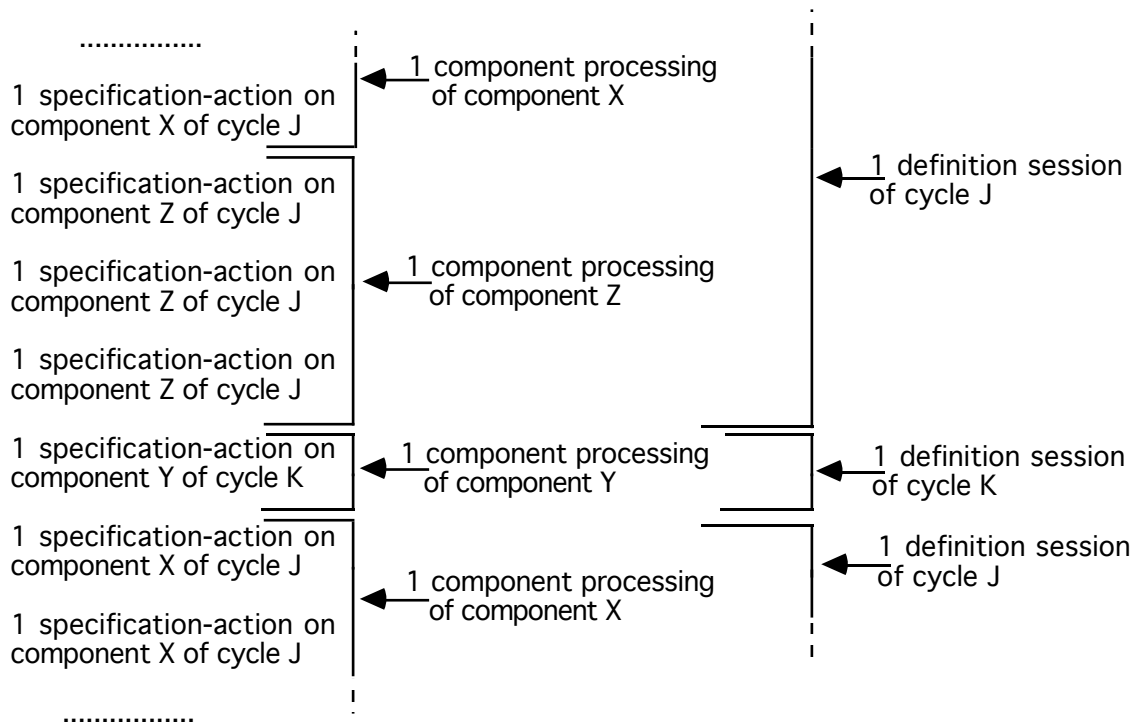 ................
1 specification-action on
component X of cycle J
1 specification-action on
component Z of cycle J
1 specification-action on
component Z of cycle J
1 specification-action on
component Z of cycle J
1 specification-action on
component Y of cycle K
1 specification-action on
component X of cycle J
1 specification-action on
component X of cycle J
.................
1 component processing
of component X
1 component processing
of component Z
1 component processing
of component Y
1 component processing
of component X
1 definition session
of cycle J
1 definition session
of cycle K
1 definition session
of cycle J